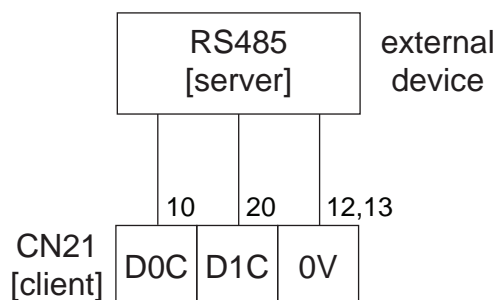 RS485
[server]
external
device
10 20 12,13
CN21
[client]
D0C D1C 0V